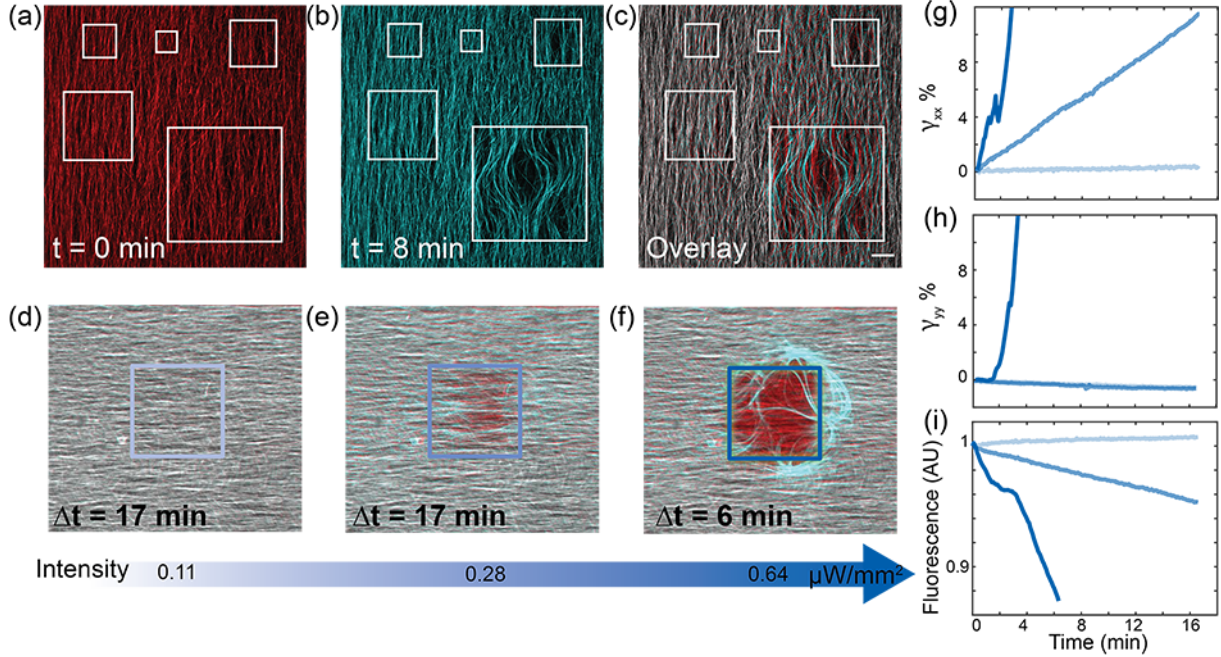 (a)
t = 0 min
(b)
t = 8 min
(c)
Overlay
(d)
Δt = 17 min
(e)
Δt = 17 min
(f)
Δt = 6 min
Intensity
0.11
0.28
0.64
μW/mm²
(g)
γxx %
8
4
0
(h)
γyy %
8
4
0
(i)
Fluorescence (AU)
1
0.9
0
4
8
12
16
Time (min)